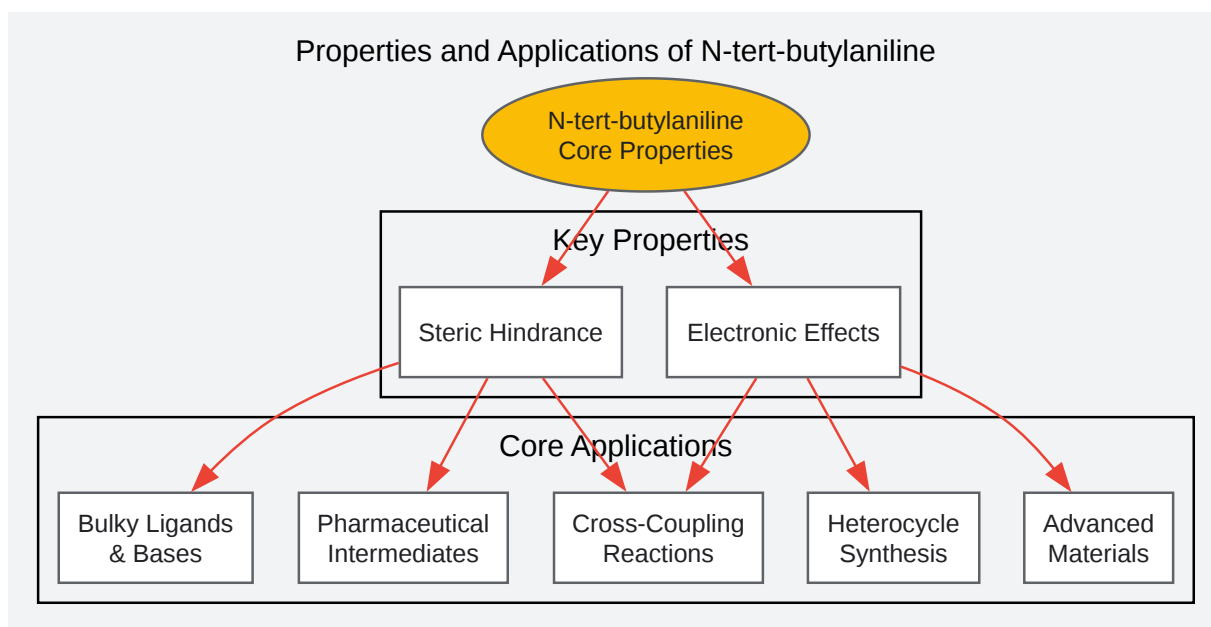 Properties and Applications of N-tert-butylaniline
N-tert-butylaniline
Core Properties
Key Properties
Steric Hindrance
Electronic Effects
Core Applications
Bulky Ligands
& Bases
Pharmaceutical
Intermediates
Cross-Coupling
Reactions
Heterocycle
Synthesis
Advanced
Materials